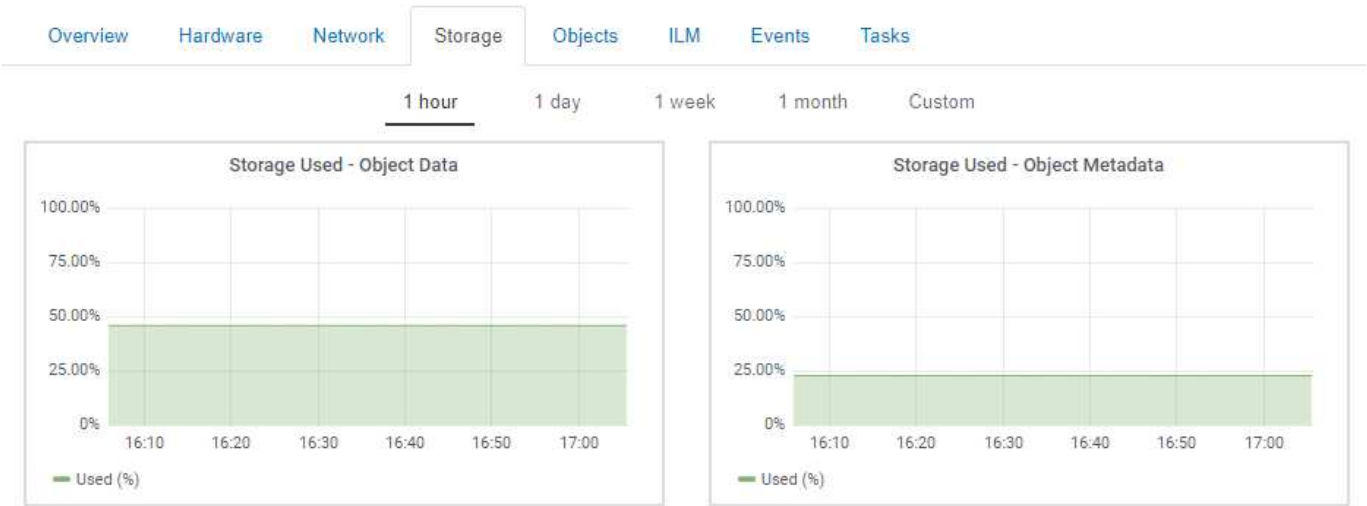 Overview Hardware Network Storage Objects ILM Events Tasks
1 hour 1 day 1 week 1 month Custom
Storage Used - Object Data
100.00%
75.00%
50.00%
25.00%
0%
16:10 16:20 16:30 16:40 16:50 17:00
Used (%)
Storage Used - Object Metadata
100.00%
75.00%
50.00%
25.00%
0%
16:10 16:20 16:30 16:40 16:50 17:00
Used (%)